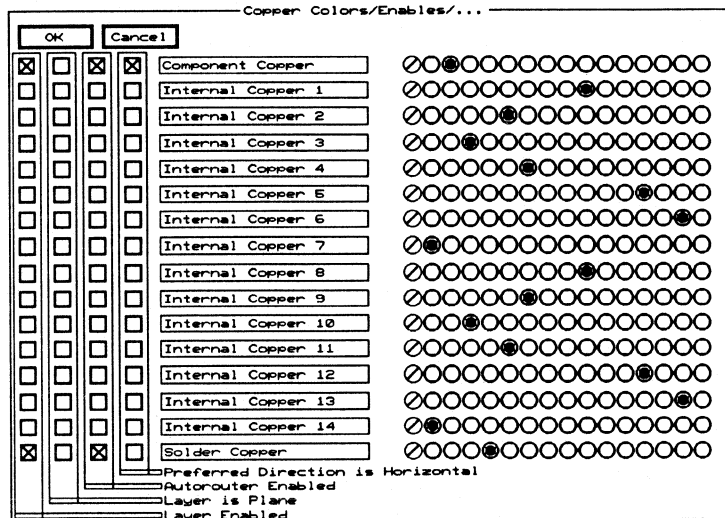 Copper Colors/Enables/...
OK Cancel
Component Copper
Internal Copper 1
Internal Copper 2
Internal Copper 3
Internal Copper 4
Internal Copper 5
Internal Copper 6
Internal Copper 7
Internal Copper 8
Internal Copper 9
Internal Copper 10
Internal Copper 11
Internal Copper 12
Internal Copper 13
Internal Copper 14
Solder Copper
Preferred Direction is Horizontal
Autorouter Enabled
Layer is Plane
Layer Enabled